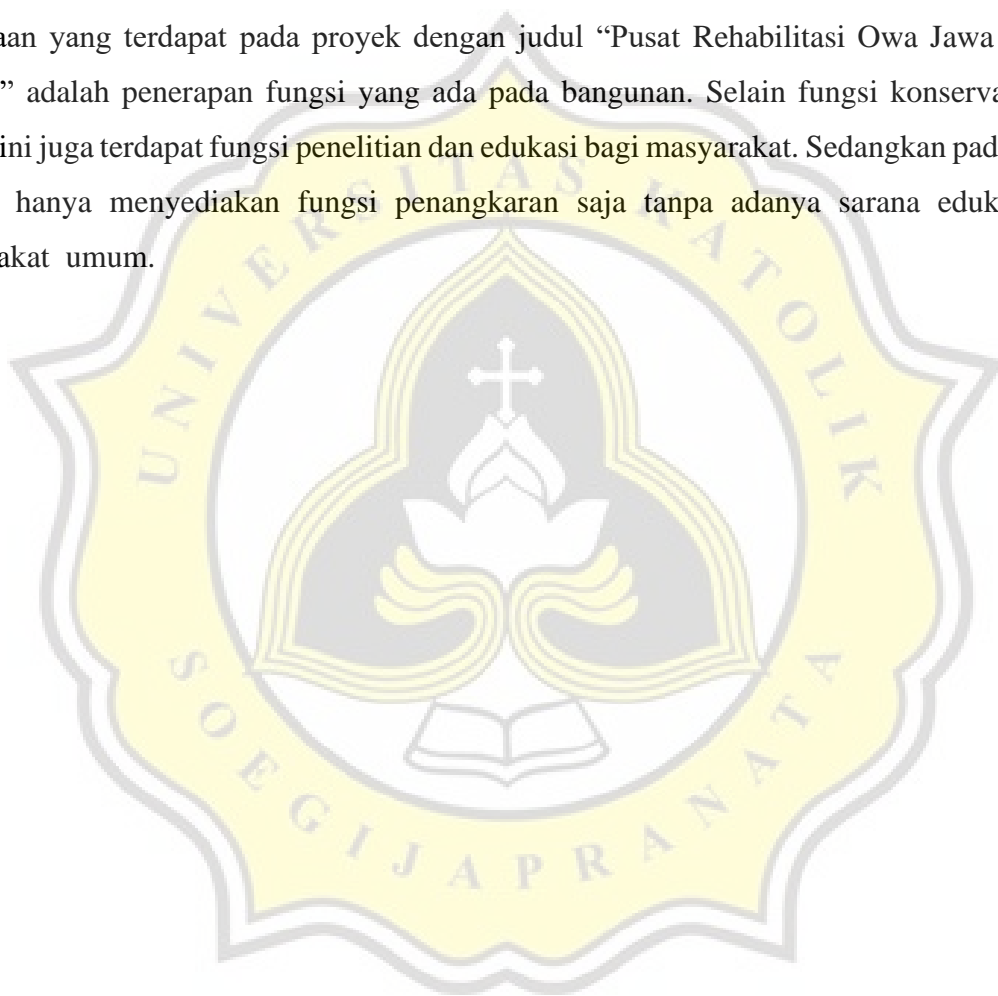 aan yang terdapat pada proyek dengan judul “Pusat Rehabilitasi Owa Jawa
” adalah penerapan fungsi yang ada pada bangunan. Selain fungsi konserva
ini juga terdapat fungsi penelitian dan edukasi bagi masyarakat. Sedangkan pad
hanya menyediakan fungsi penangkaran saja tanpa adanya sarana eduk
akat umum.
UNIVERSITAS KATOLIK
SOEGIJAPRANATA